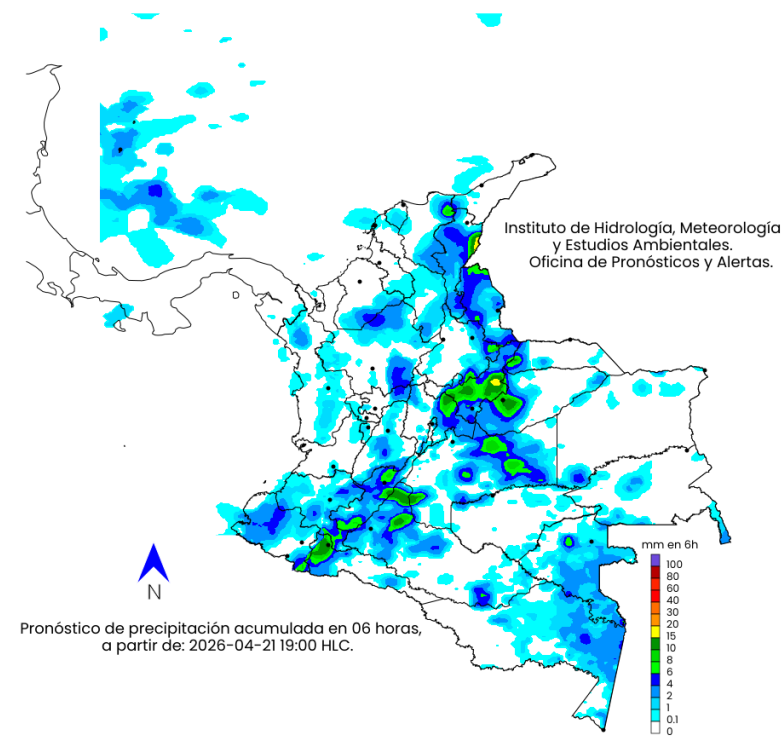 Instituto de Hidrología, Meteorología
y Estudios Ambientales.
Oficina de Pronósticos y Alertas.
mm en 6h
100
80
60
40
30
20
15
10
8
6
4
2
1
0.1
0
N
Pronóstico de precipitación acumulada en 06 horas,
a partir de: 2026-04-21 19:00 HLC.